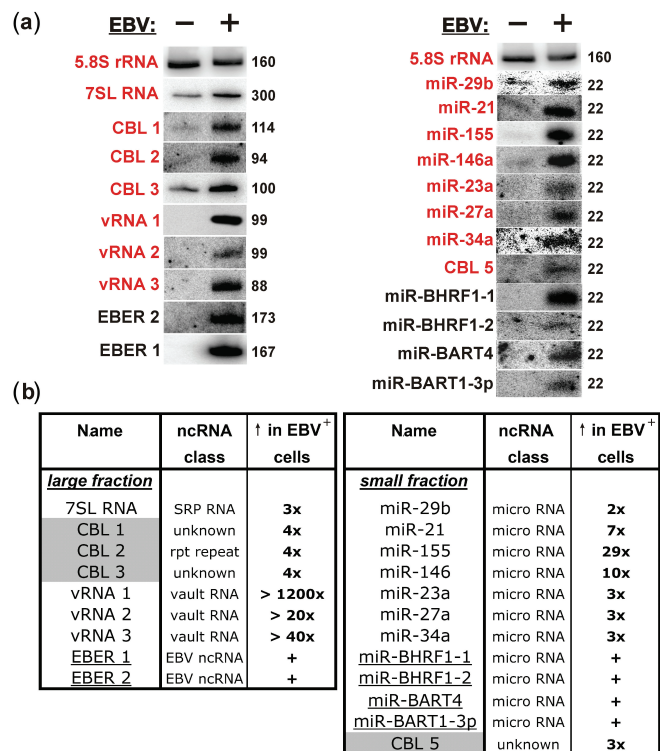 (a)
EBV: − +
5.8S rRNA 160
7SL RNA 300
CBL 1 114
CBL 2 94
CBL 3 100
vRNA 1 99
vRNA 2 99
vRNA 3 88
EBER 2 173
EBER 1 167
EBV: − +
5.8S rRNA 160
miR-29b 22
miR-21 22
miR-155 22
miR-146a 22
miR-23a 22
miR-27a 22
miR-34a 22
CBL 5 22
miR-BHRF1-1 22
miR-BHRF1-2 22
miR-BART4 22
miR-BART1-3p 22
(b)
Name ncRNA class ↑ in EBV+ cells
large fraction
7SL RNA SRP RNA 3x
CBL 1 unknown 4x
CBL 2 rpt repeat 4x
CBL 3 unknown 4x
vRNA 1 vault RNA > 1200x
vRNA 2 vault RNA > 20x
vRNA 3 vault RNA > 40x
EBER 1 EBV ncRNA +
EBER 2 EBV ncRNA +
Name ncRNA class ↑ in EBV+ cells
small fraction
miR-29b micro RNA 2x
miR-21 micro RNA 7x
miR-155 micro RNA 29x
miR-146 micro RNA 10x
miR-23a micro RNA 3x
miR-27a micro RNA 3x
miR-34a micro RNA 3x
miR-BHRF1-1 micro RNA +
miR-BHRF1-2 micro RNA +
miR-BART4 micro RNA +
miR-BART1-3p micro RNA +
CBL 5 unknown 3x